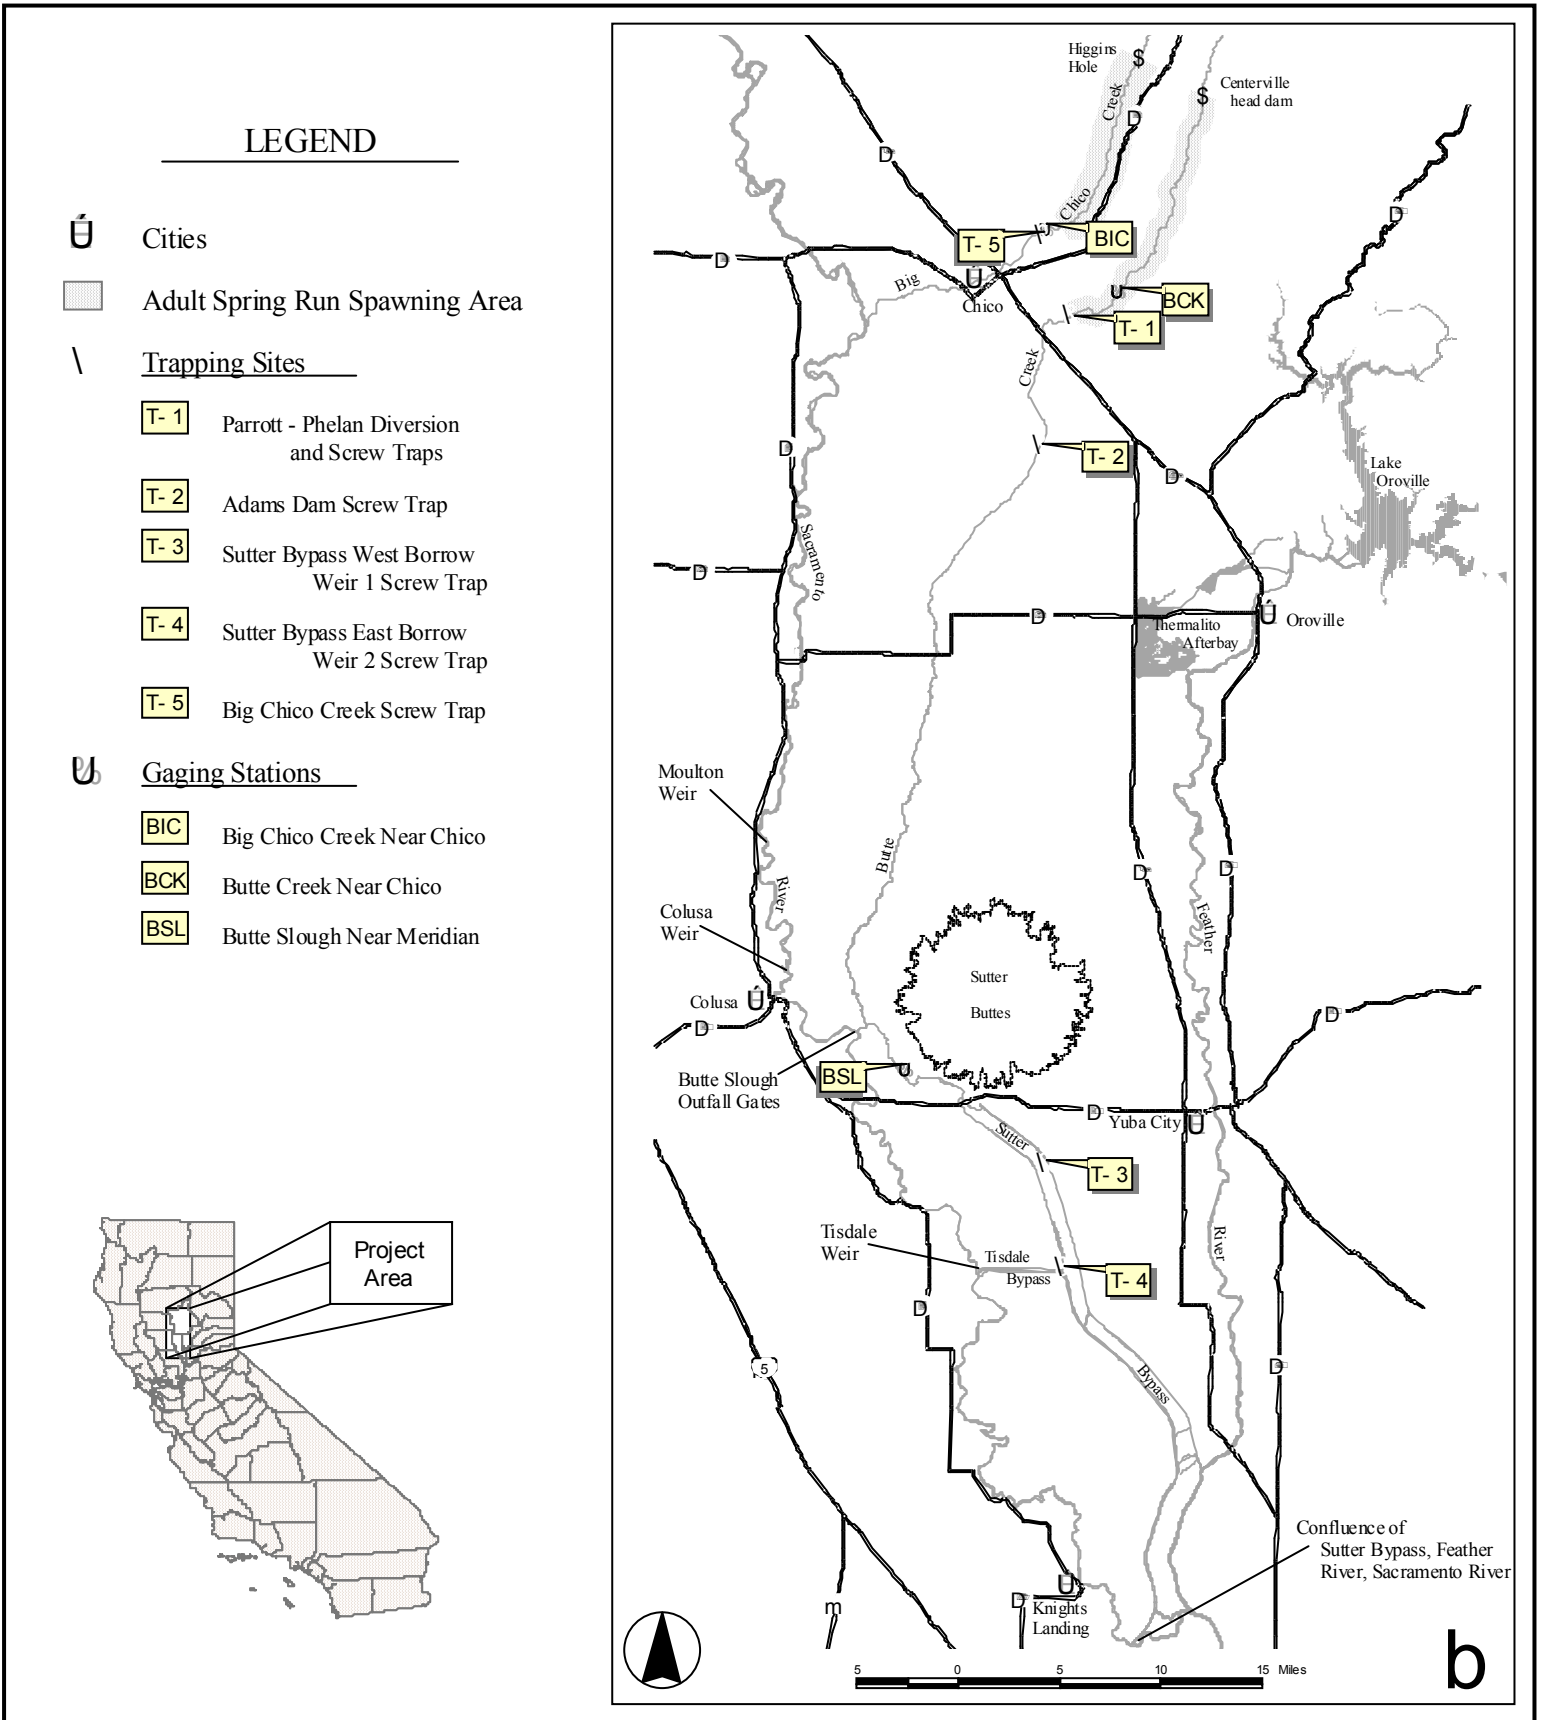 LEGEND
Cities
Adult Spring Run Spawning Area
Trapping Sites
T- 1
Parrott - Phelan Diversion
and Screw Traps
T- 2
Adams Dam Screw Trap
T- 3
Sutter Bypass West Borrow
Weir 1 Screw Trap
T- 4
Sutter Bypass East Borrow
Weir 2 Screw Trap
T- 5
Big Chico Creek Screw Trap
Gaging Stations
BIC
Big Chico Creek Near Chico
BCK
Butte Creek Near Chico
BSL
Butte Slough Near Meridian
Project
Area
Higgins
Hole
$
Centerville
head dam
$
Creek
D
D
Chico
D
T- 5
BIC
D
Big
Chico
BCK
T- 1
Creek
D
T- 2
D
Lake
Oroville
Sacramento
D
D
Oroville
Thermalito
Afterbay
Moulton
Weir
Butte
D
D
River
Colusa
Weir
Feather
Sutter
Buttes
Colusa
D
D
BSL
Butte Slough
Outfall Gates
D
Yuba City
Sutter
T- 3
Tisdale
Weir
Tisdale
Bypass
River
T- 4
D
5
Bypass
D
Confluence of
Sutter Bypass, Feather
River, Sacramento River
m
D
Knights
Landing
5 0 5 10 15 Miles
b